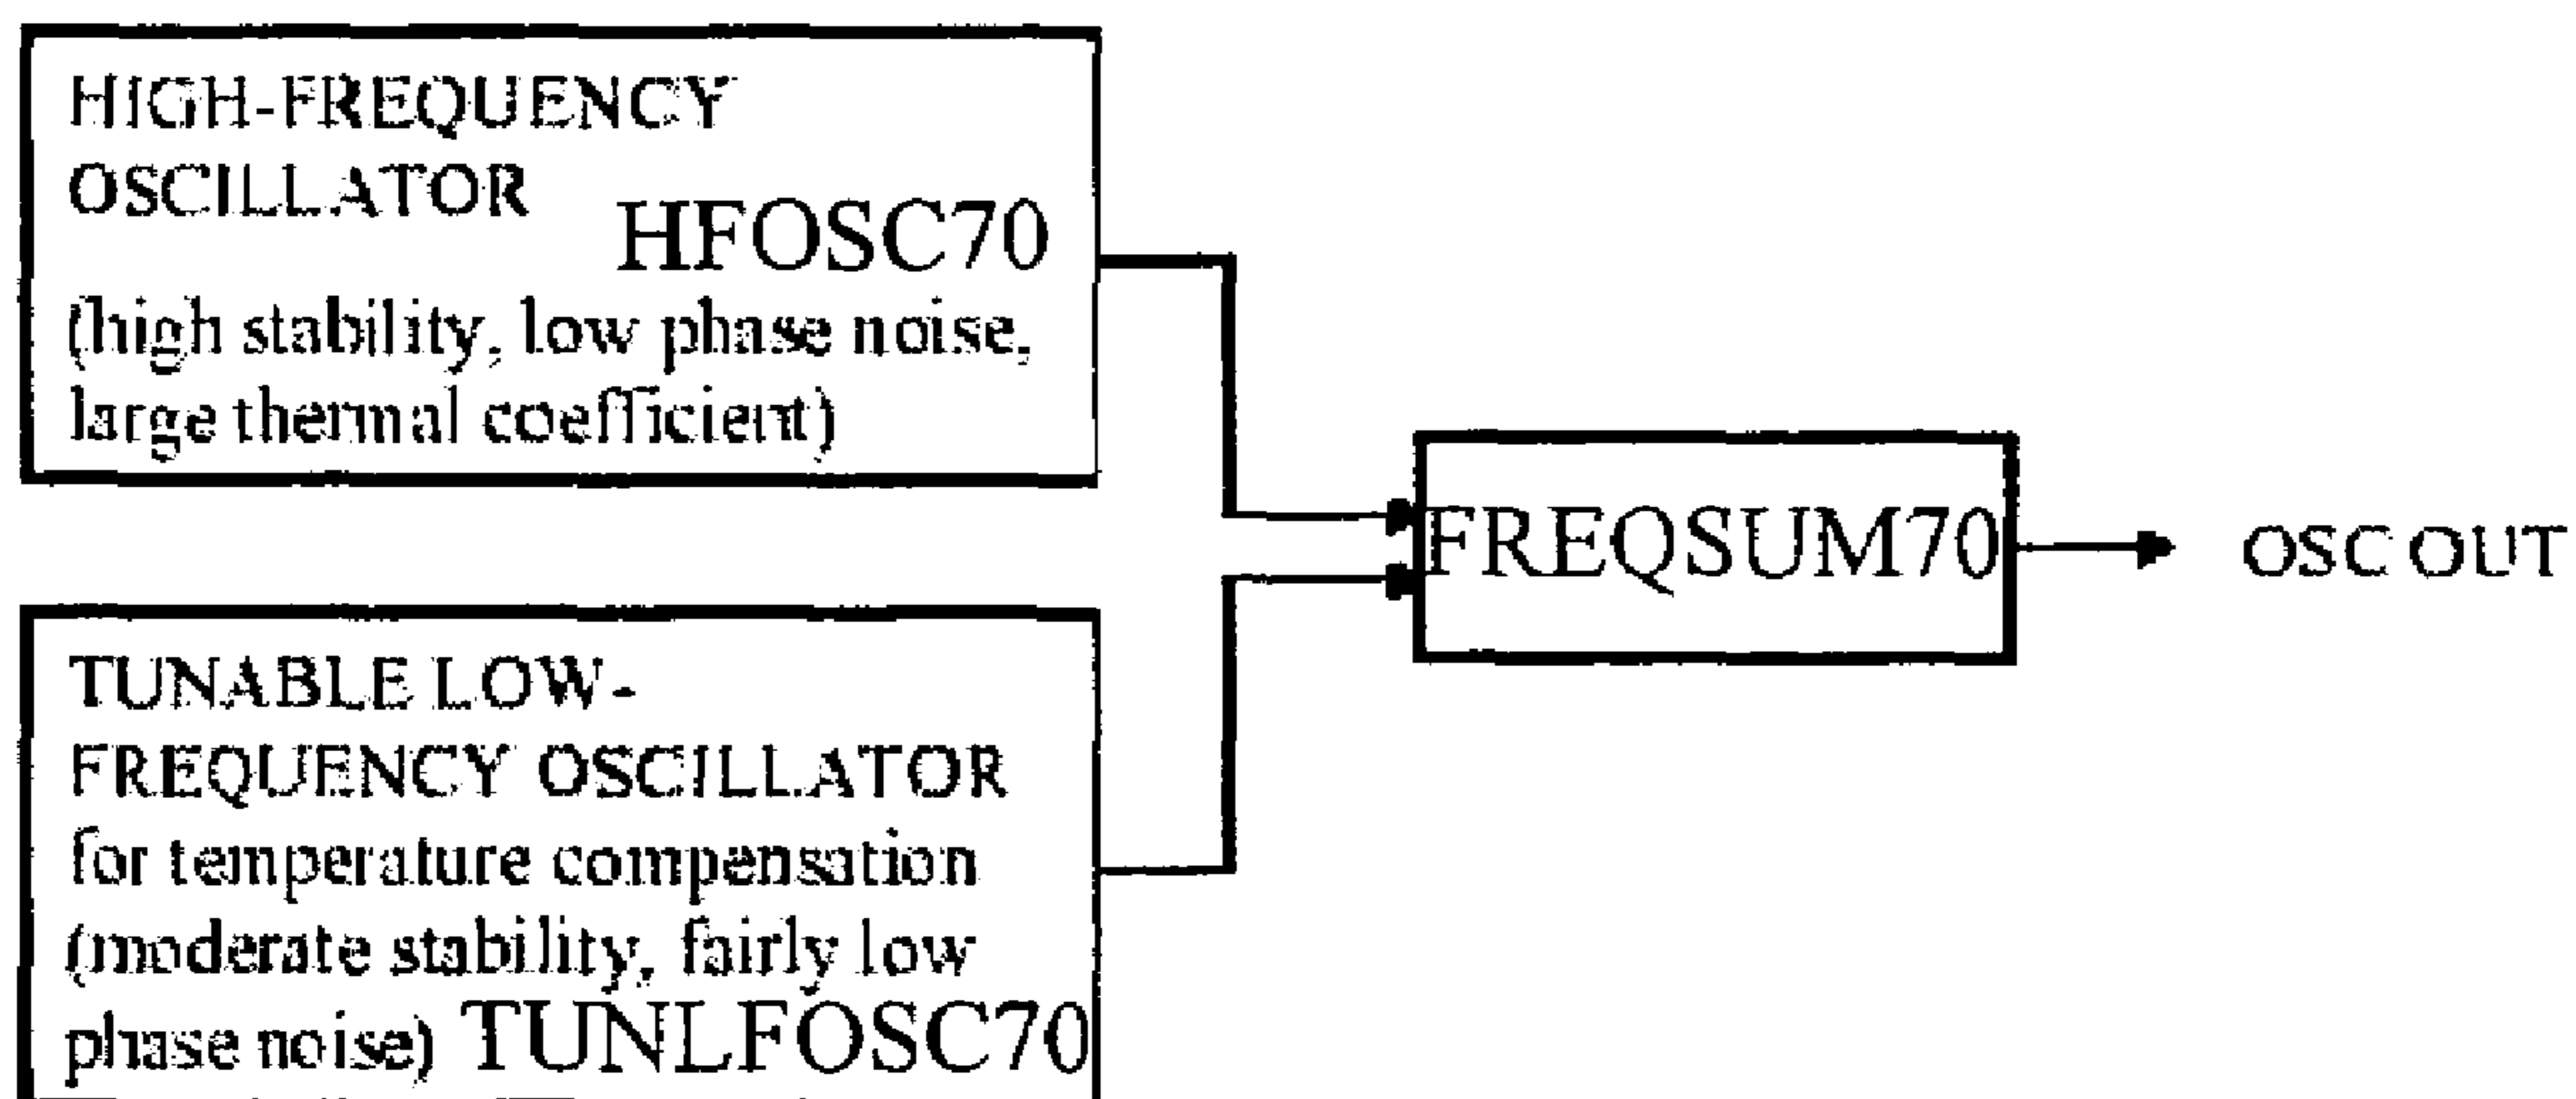 HIGH-FREQUENCY
OSCILLATOR
HFOSC70
(high stability, low phase noise,
large thermal coefficient)
FREQSUM70
OSC OUT
TUNABLE LOW-
FREQUENCY OSCILLATOR
for temperature compensation
(moderate stability, fairly low
phase noise) TUNLFOSC70